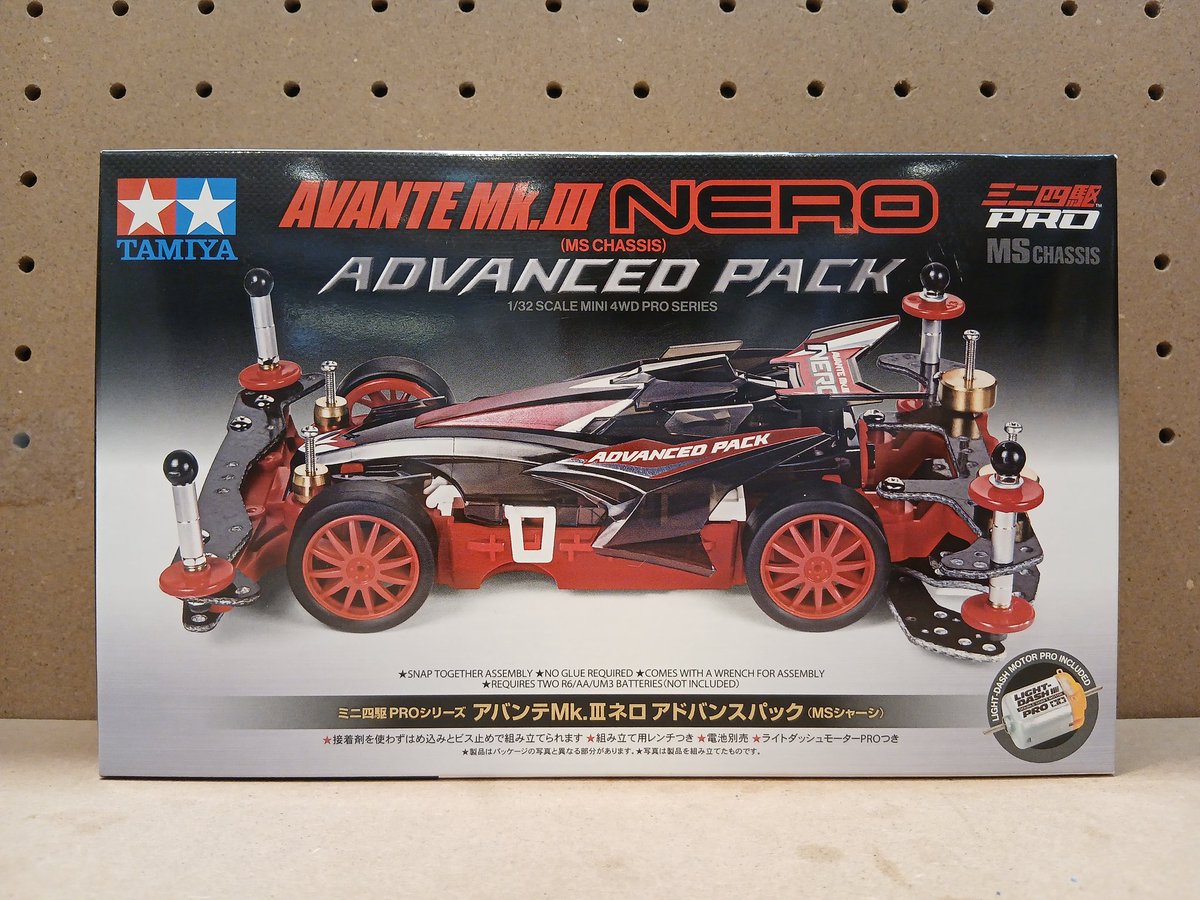 TAMIYA
AVANTE Mk.III NERO
(MS CHASSIS)
ADVANCED PACK
1/32 SCALE MINI 4WD PRO SERIES
ミニ四駆™
PRO
MS CHASSIS
NERO
AVANTE Mk.III
ADVANCED PACK
★SNAP TOGETHER ASSEMBLY ★NO GLUE REQUIRED ★COMES WITH A WRENCH FOR ASSEMBLY
★REQUIRES TWO R6/AA/UM3 BATTERIES (NOT INCLUDED)
LIGHT-DASH MOTOR PRO INCLUDED
LIGHT-
DASH
PRO
ミニ四駆 PROシリーズ アバンテMk.Ⅲネロ アドバンスパック (MSシャーシ)
★接着剤を使わずはめ込みとビス止めで組み立てられます ★組み立て用レンチつき ★電池別売 ★ライトダッシュモーターPROつき
★製品はパッケージの写真と異なる部分があります。★写真は製品を組み立てたものです。